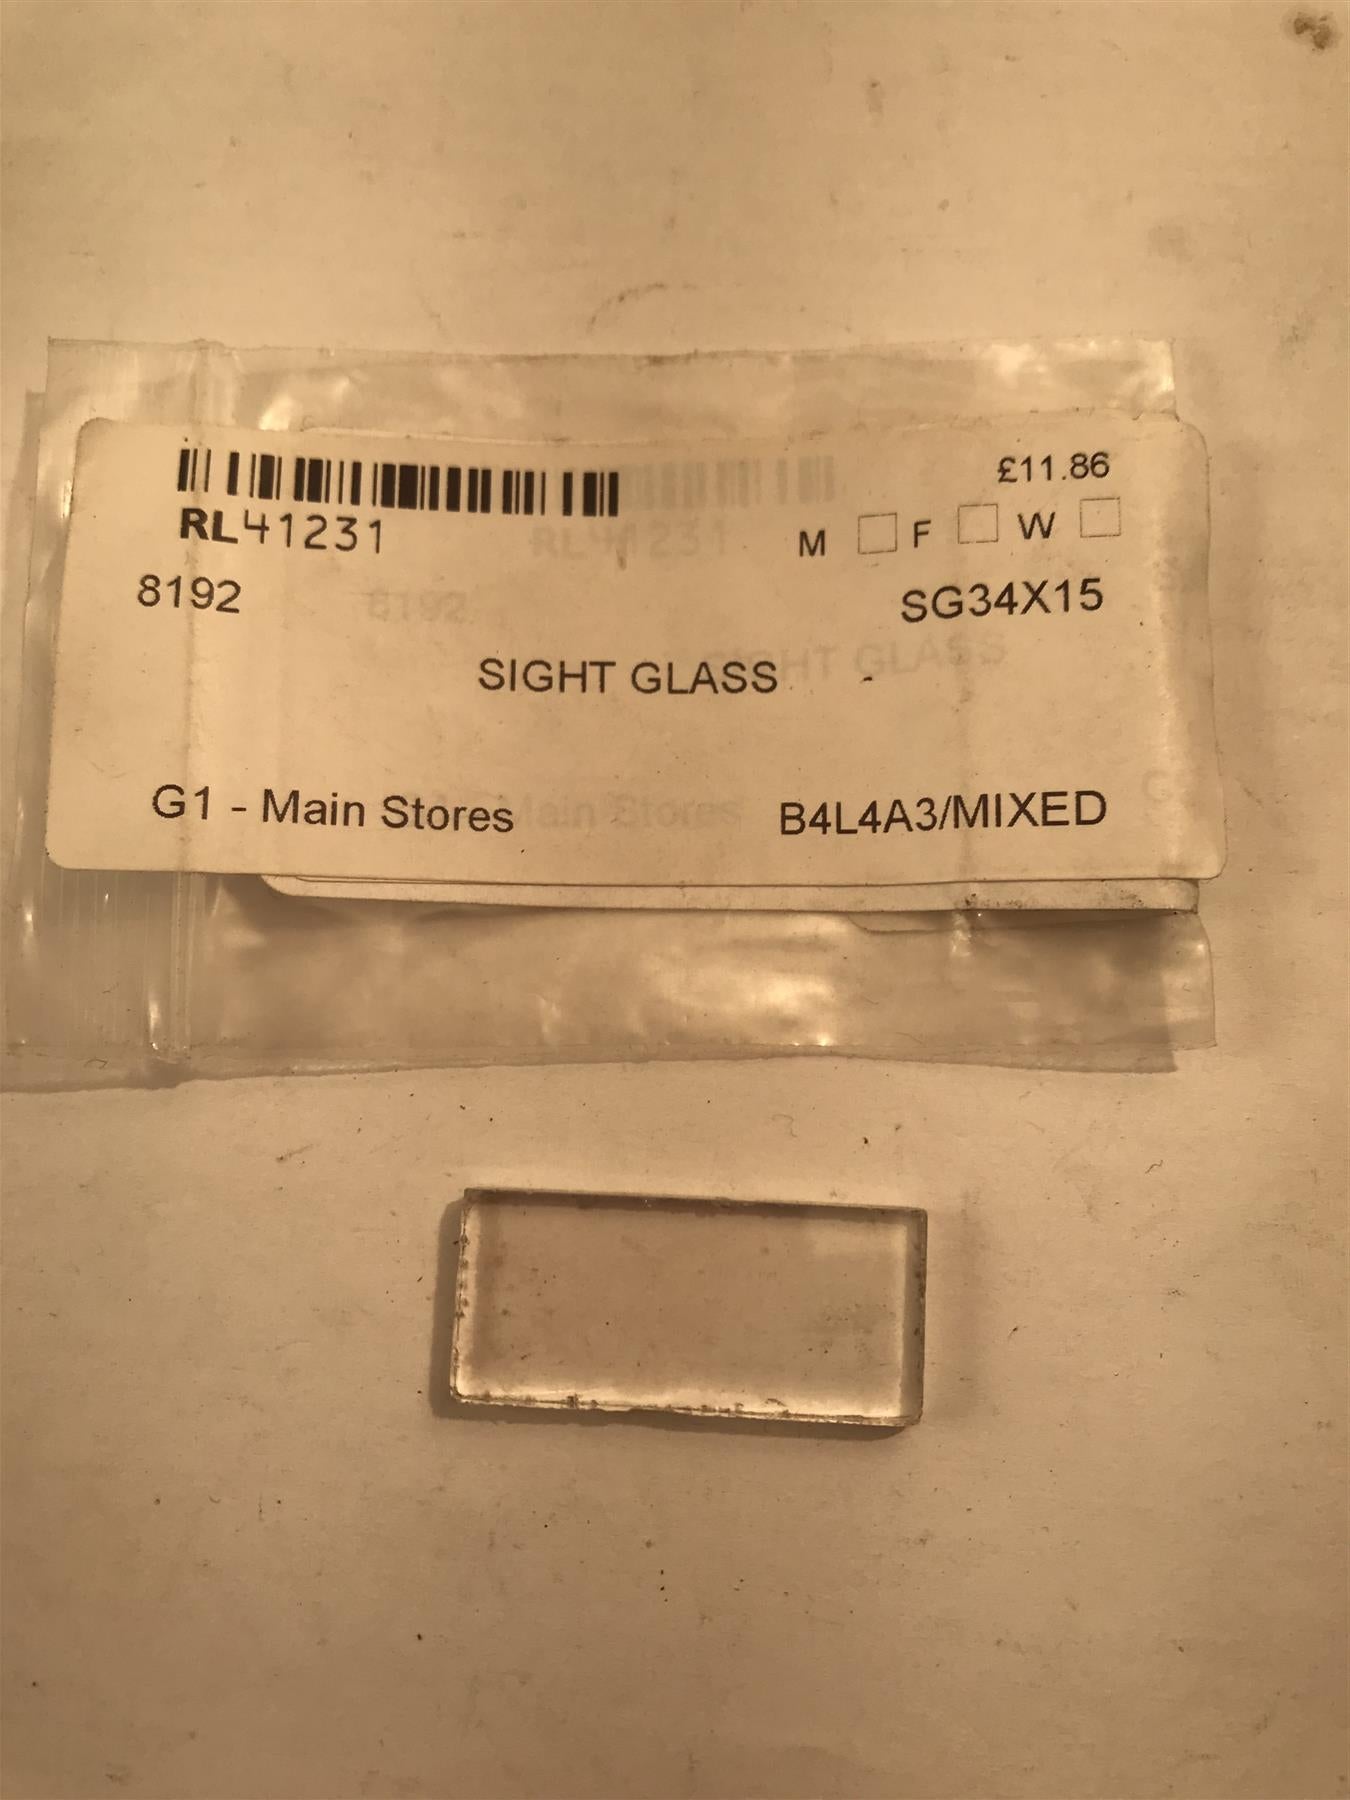 £11.86
RL41231
M F W
8192 SG34X15
SIGHT GLASS -
G1 - Main Stores B4L4A3/MIXED